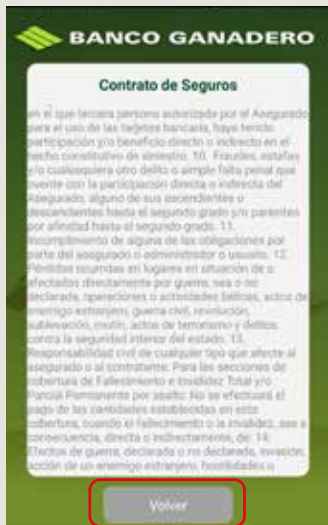 BANCO GANADERO
Contrato de Seguros
en el que tercera persona autorizada por el Asegurado
para el uso de las tarjetas bancaria, haya tenido
participación y/o beneficio directo o indirecto en el
hecho constitutivo de siniestro. 10. Fraudes, estafas
y/o cualesquiera otro delito o simple falta penal que
cuente con la participación directa o indirecta del
Asegurado, alguno de sus ascendientes o
descendientes hasta el segundo grado y/o parientes
por afinidad hasta el segundo grado. 11.
Incumplimiento de alguna de las obligaciones por
parte del asegurado o administrador o usuario. 12.
Pérdidas ocurridas en lugares en situación de o
afectados directamente por guerra, sea o no
declarada, operaciones o actividades bélicas, actos de
enemigo extranjero, guerra civil, revolución,
sublevación, motín, actos de terrorismo y delitos
contra la seguridad interior del estado. 13.
Responsabilidad civil de cualquier tipo que afecte al
asegurado o al contratante. Para las secciones de
cobertura de Fallecimiento e Invalidez Total y/o
Parcial Permanente por asalto: No se efectuará el
pago de las cantidades establecidas en esta
cobertura, cuando el fallecimiento o la invalidez, sea a
consecuencia, directa o indirectamente, de: 14.
Efectos de guerra, declarada o no declarada, invasión,
acción de un enemigo extranjero, hostilidades u
Volver